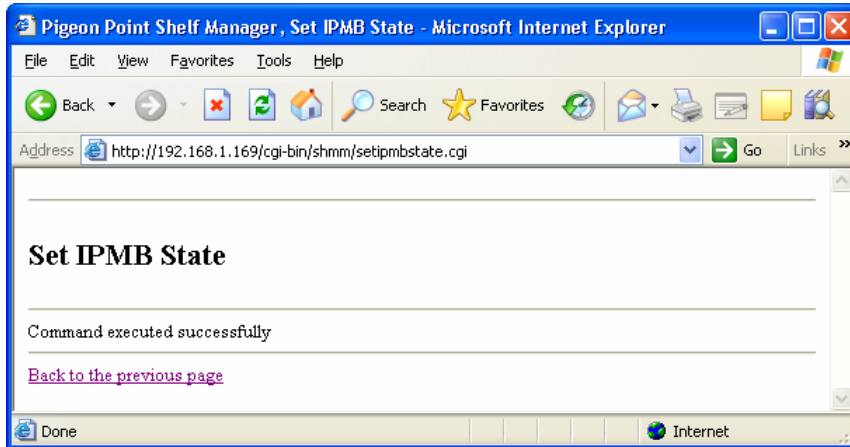 Pigeon Point Shelf Manager, Set IPMB State - Microsoft Internet Explorer
File Edit View Favorites Tools Help
Back Search Favorites
Address http://192.168.1.169/cgi-bin/shmm/setipmbstate.cgi Go Links »
Set IPMB State
Command executed successfully
Back to the previous page
Done Internet